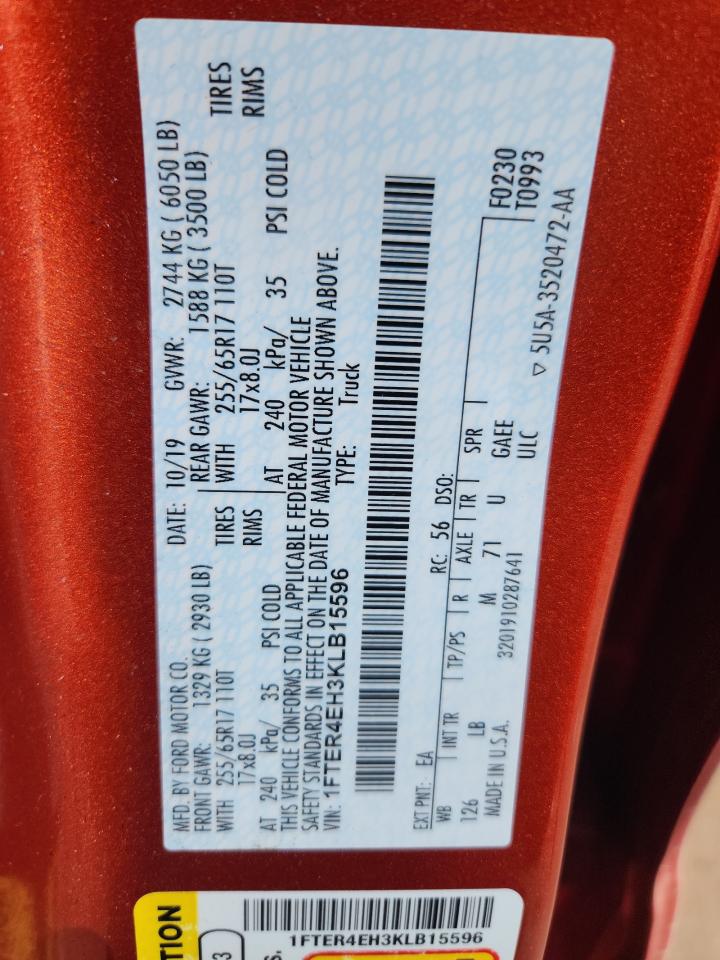 MFD. BY FORD MOTOR CO.
DATE: 10/19 GVWR: 2744 KG ( 6050 LB)
FRONT GAWR: 1329 KG ( 2930 LB)
REAR GAWR: 1588 KG ( 3500 LB)
WITH 255/65R17 110T TIRES
WITH 255/65R17 110T TIRES
17x8.0J RIMS
17x8.0J RIMS
AT 240 kPa/ 35 PSI COLD
AT 240 kPa/ 35 PSI COLD
THIS VEHICLE CONFORMS TO ALL APPLICABLE FEDERAL MOTOR VEHICLE
SAFETY STANDARDS IN EFFECT ON THE DATE OF MANUFACTURE SHOWN ABOVE.
VIN: 1FTER4EH3KLB15596 TYPE: Truck
EXT PNT: EA RC: 56 DSO:
F0230
T0993
WB INT TR TP/PS R AXLE TR SPR
126 LB M 71 U GAEE
ULC
MADE IN U.S.A. 3201910287641 ▽ 5U5A-3520472-AA
TION
3
S.
1FTER4EH3KLB15596